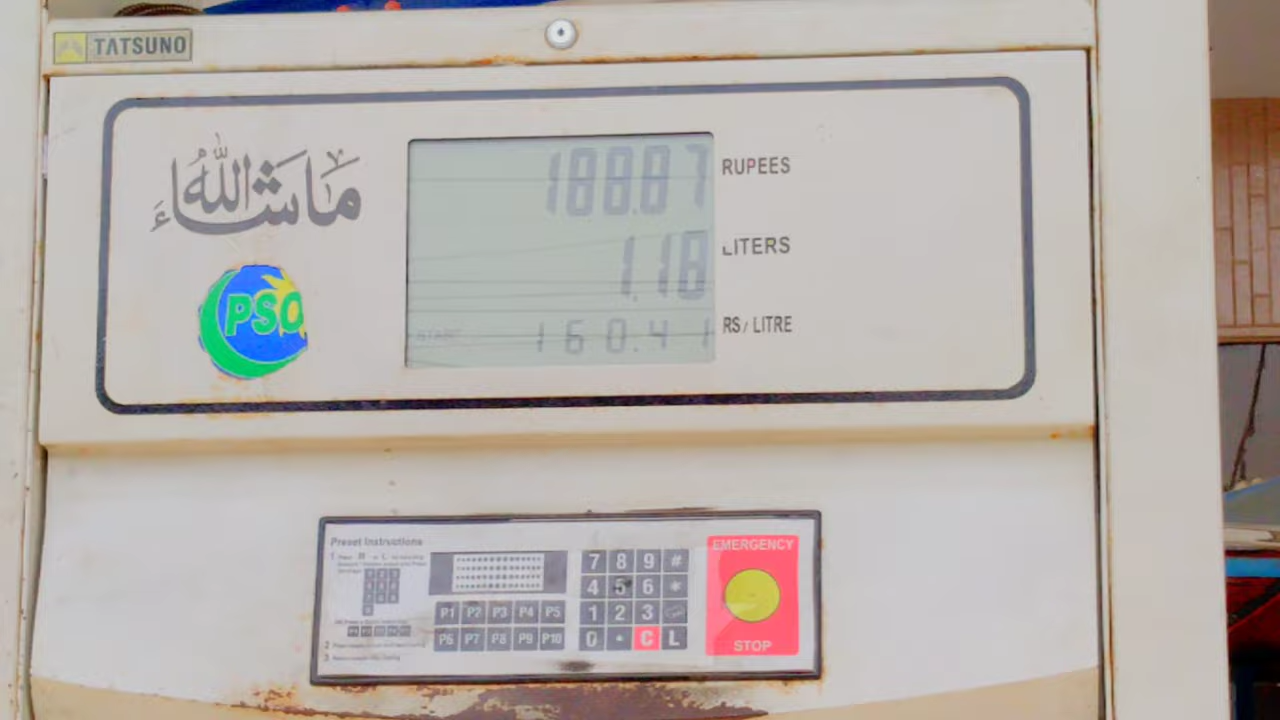 TATSUNO
ماشاءالله
PSO
188.87 RUPEES
1.18 LITERS
160.41 RS/LITRE
Preset Instructions
7 8 9 #
4 5 6 *
1 2 3
0 • C L
P1 P2 P3 P4 P5
P6 P7 P8 P9 P10
EMERGENCY
STOP